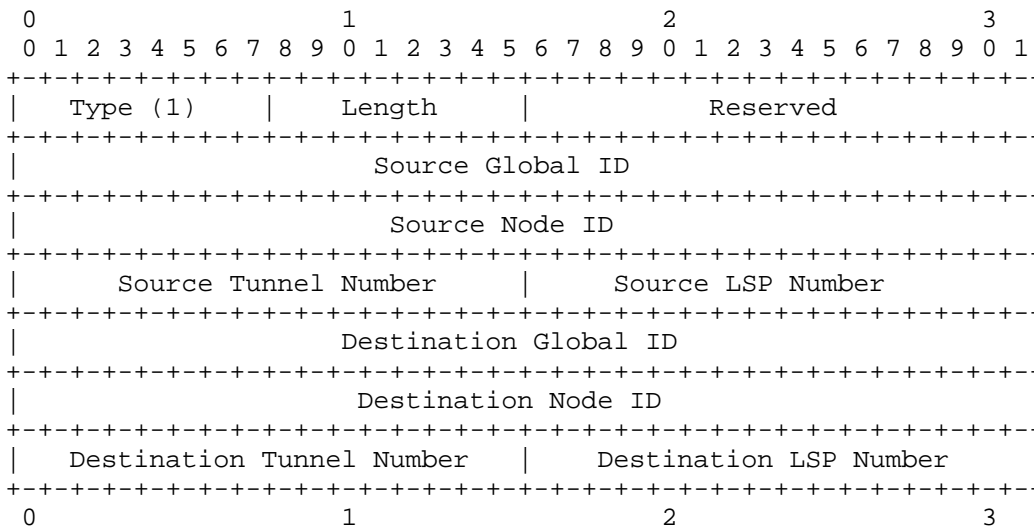 0                   1                   2                   3
 0 1 2 3 4 5 6 7 8 9 0 1 2 3 4 5 6 7 8 9 0 1 2 3 4 5 6 7 8 9 0 1
+-+-+-+-+-+-+-+-+-+-+-+-+-+-+-+-+-+-+-+-+-+-+-+-+-+-+-+-+-+-+-+-
|   Type (1)    |    Length     |           Reserved
+-+-+-+-+-+-+-+-+-+-+-+-+-+-+-+-+-+-+-+-+-+-+-+-+-+-+-+-+-+-+-+-
|                      Source Global ID
+-+-+-+-+-+-+-+-+-+-+-+-+-+-+-+-+-+-+-+-+-+-+-+-+-+-+-+-+-+-+-+-
|                       Source Node ID
+-+-+-+-+-+-+-+-+-+-+-+-+-+-+-+-+-+-+-+-+-+-+-+-+-+-+-+-+-+-+-+-
|      Source Tunnel Number     |     Source LSP Number
+-+-+-+-+-+-+-+-+-+-+-+-+-+-+-+-+-+-+-+-+-+-+-+-+-+-+-+-+-+-+-+-
|                    Destination Global ID
+-+-+-+-+-+-+-+-+-+-+-+-+-+-+-+-+-+-+-+-+-+-+-+-+-+-+-+-+-+-+-+-
|                     Destination Node ID
+-+-+-+-+-+-+-+-+-+-+-+-+-+-+-+-+-+-+-+-+-+-+-+-+-+-+-+-+-+-+-+-
|   Destination Tunnel Number   |    Destination LSP Number
+-+-+-+-+-+-+-+-+-+-+-+-+-+-+-+-+-+-+-+-+-+-+-+-+-+-+-+-+-+-+-+-
 0                   1                   2                   3